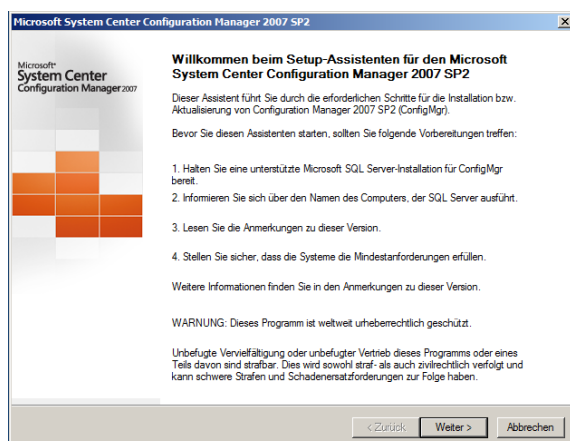 Microsoft System Center Configuration Manager 2007 SP2
Microsoft
System Center
Configuration Manager 2007
Willkommen beim Setup-Assistenten für den Microsoft
System Center Configuration Manager 2007 SP2
Dieser Assistent führt Sie durch die erforderlichen Schritte für die Installation bzw.
Aktualisierung von Configuration Manager 2007 SP2 (ConfigMgr).
Bevor Sie diesen Assistenten starten, sollten Sie folgende Vorbereitungen treffen:
1. Halten Sie eine unterstützte Microsoft SQL Server-Installation für ConfigMgr
bereit.
2. Informieren Sie sich über den Namen des Computers, der SQL Server ausführt.
3. Lesen Sie die Anmerkungen zu dieser Version.
4. Stellen Sie sicher, dass die Systeme die Mindestanforderungen erfüllen.
Weitere Informationen finden Sie in den Anmerkungen zu dieser Version.
WARNUNG: Dieses Programm ist weltweit urheberrechtlich geschützt.
Unbefugte Vervielfältigung oder unbefugter Vertrieb dieses Programms oder eines
Teils davon sind strafbar. Dies wird sowohl straf- als auch zivilrechtlich verfolgt und
kann schwere Strafen und Schadenersatzforderungen zur Folge haben.
< Zurück Weiter > Abbrechen